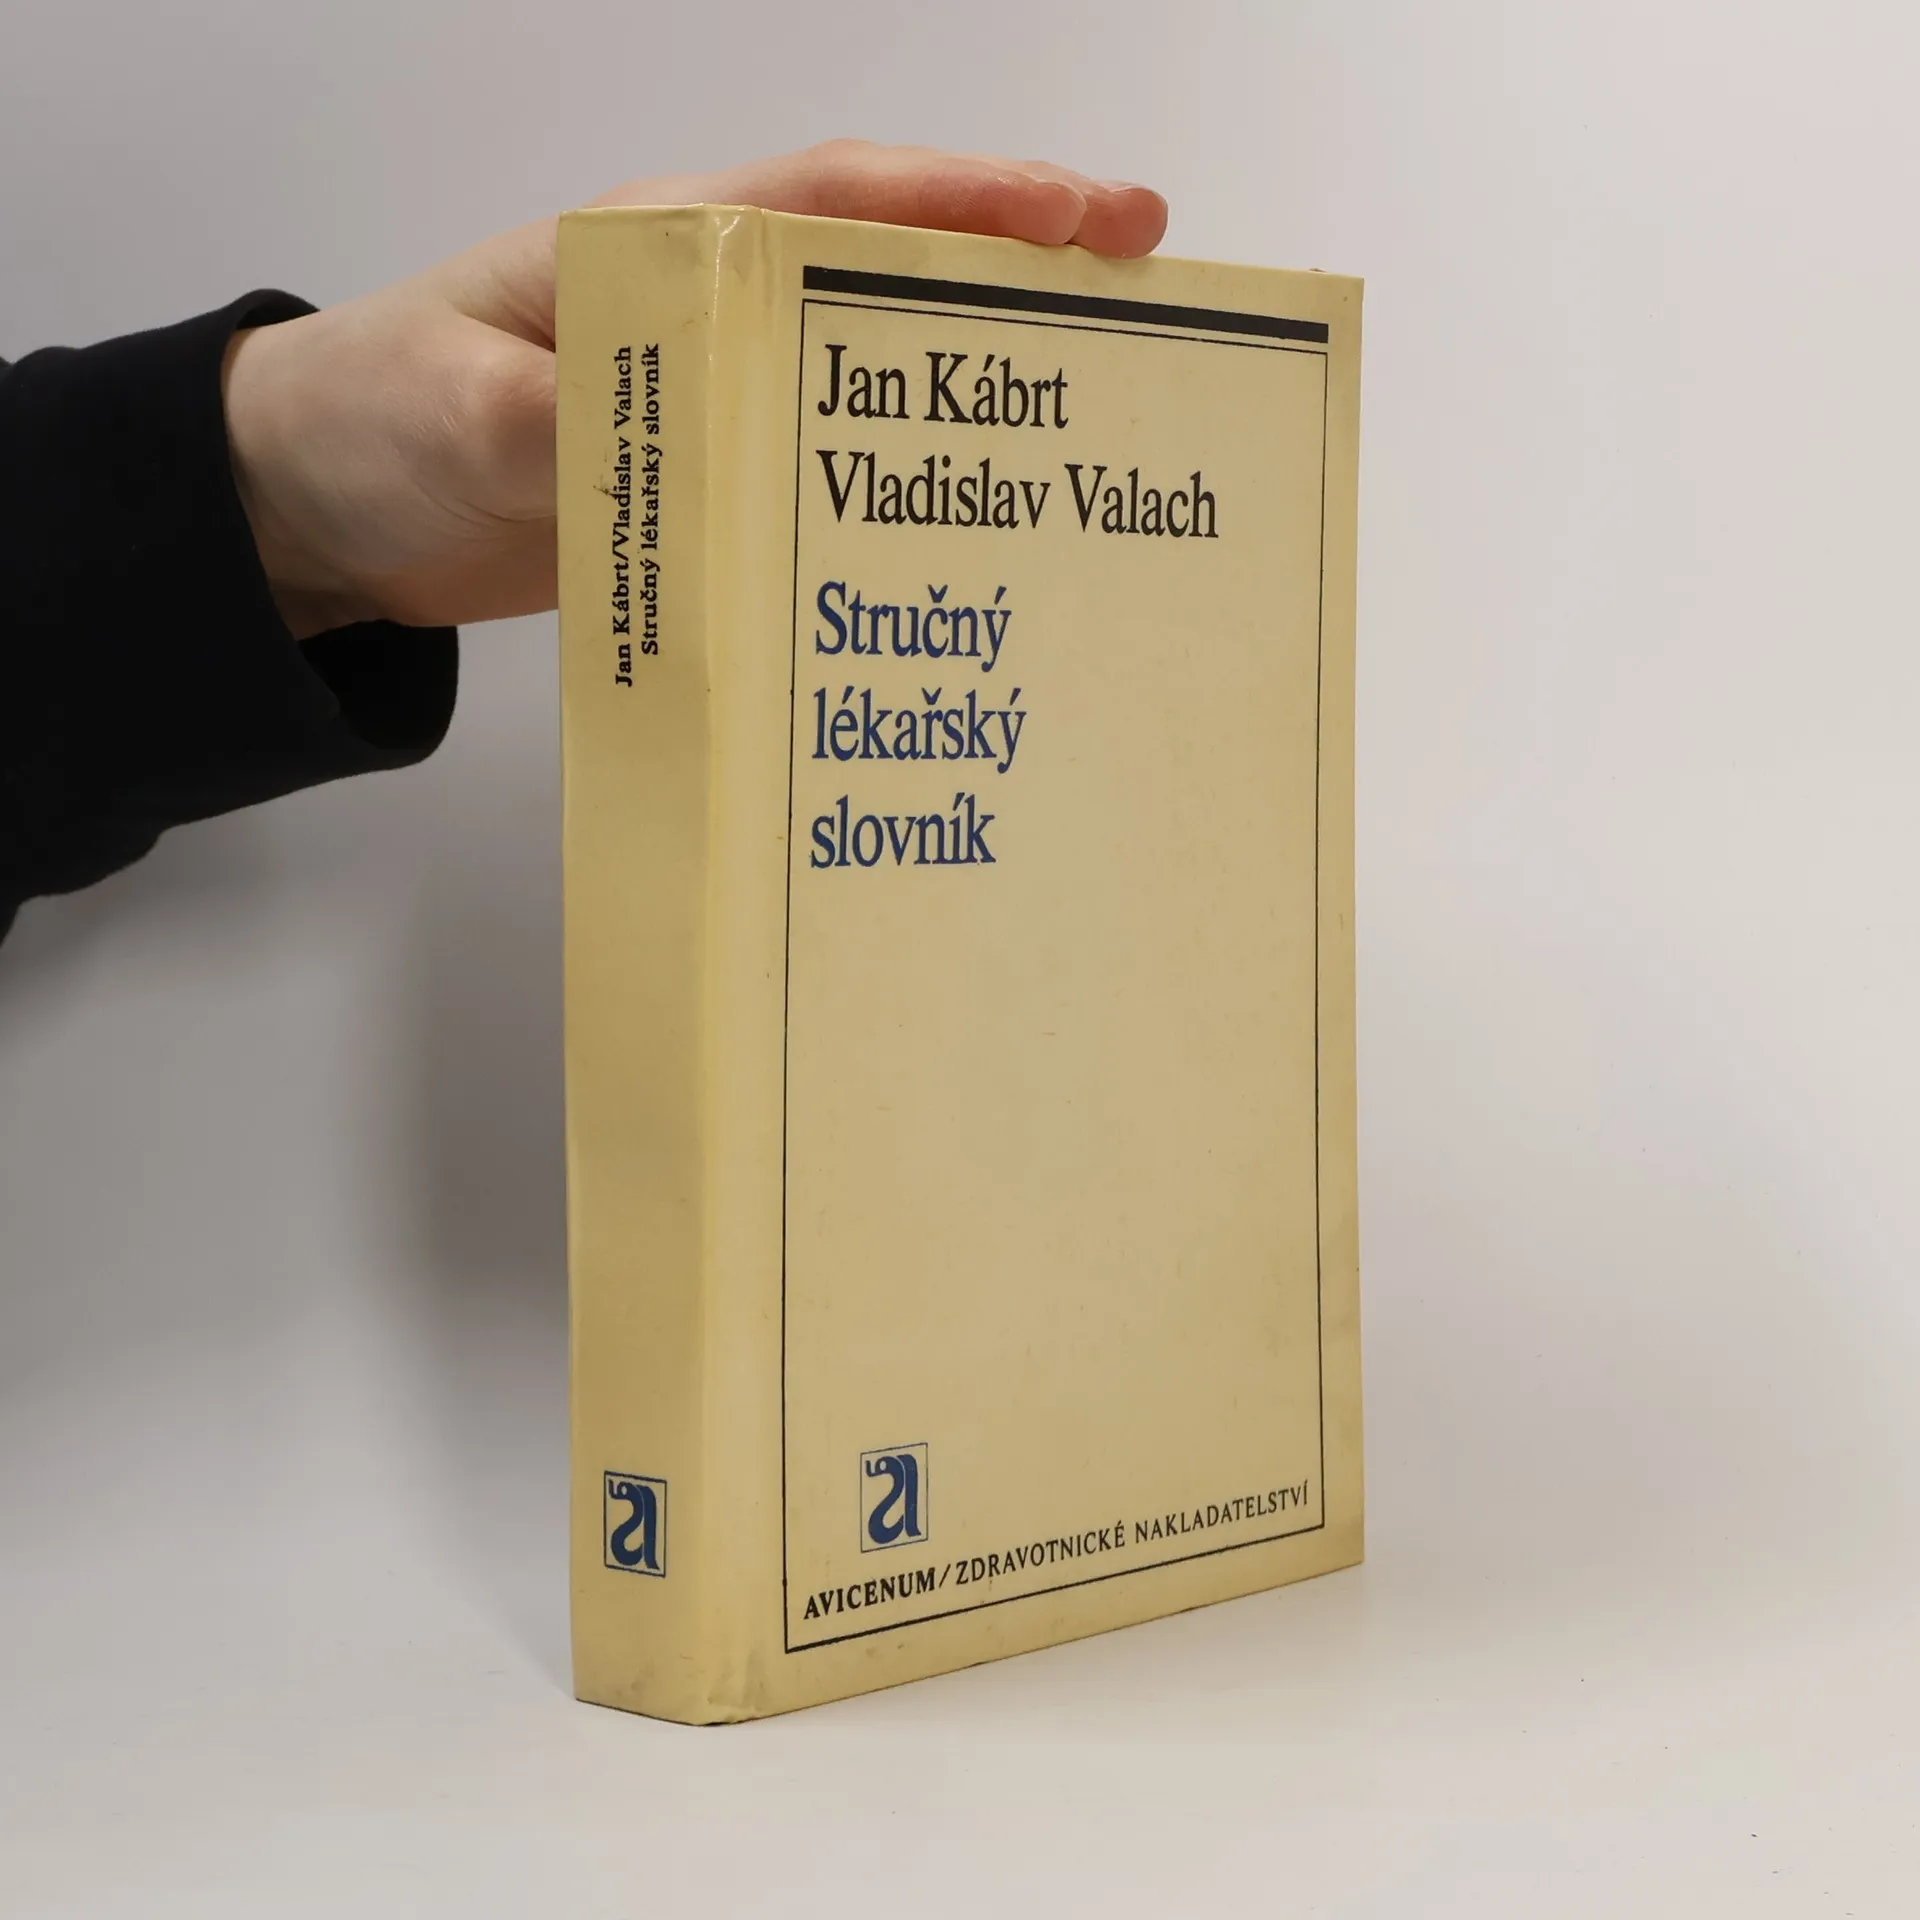 Jan Kábrt/Vladislav Valach
Stručný lékařský slovník
Jan Kábrt
Vladislav Valach
Stručný
lékařský
slovník
AVICENUM/ZDRAVOTNICKÉ NAKLADATELSTVÍ